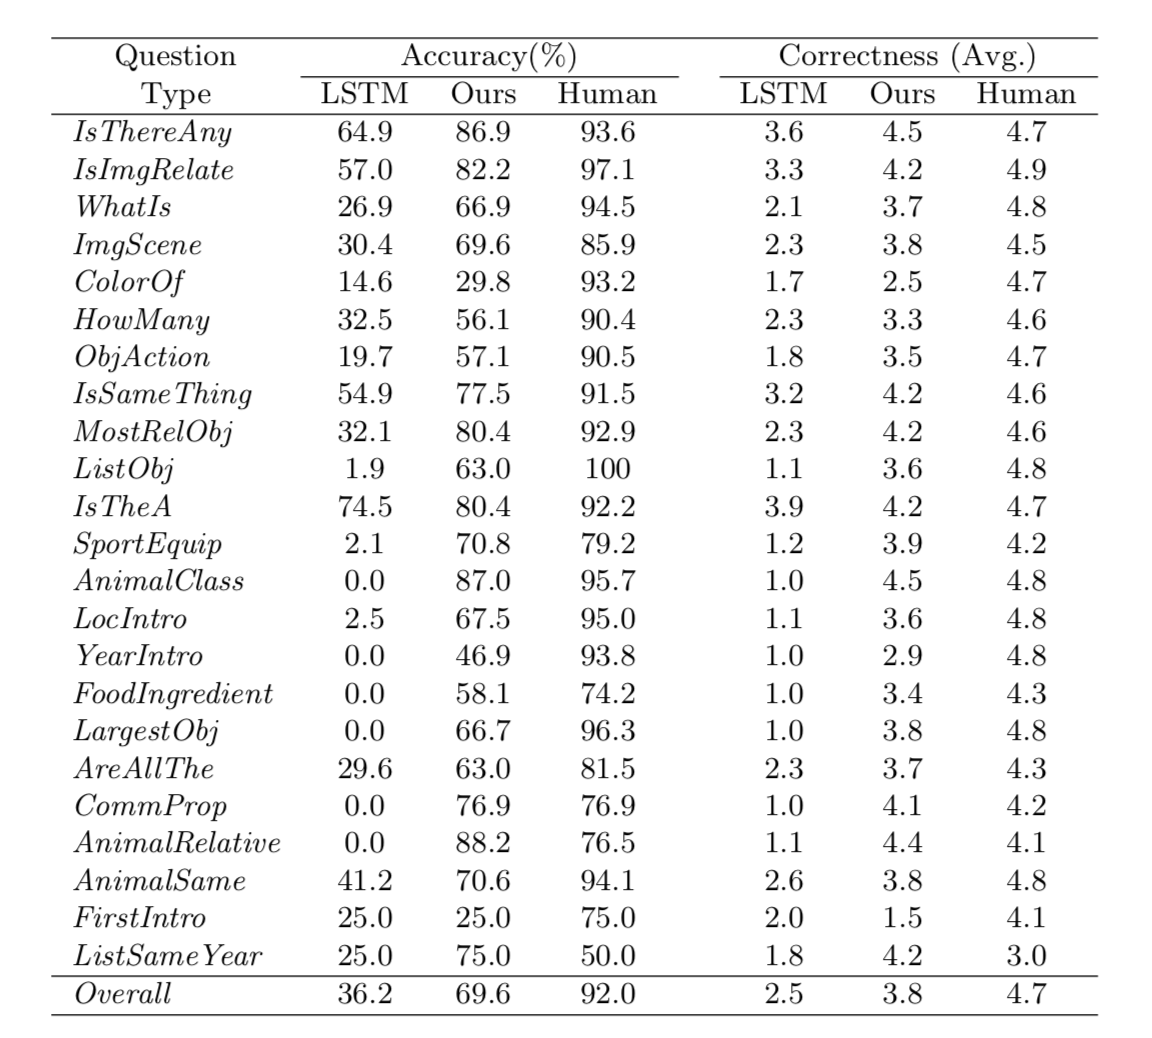 Question Accuracy(%) Correctness (Avg.)
Type LSTM Ours Human LSTM Ours Human
IsThereAny 64.9 86.9 93.6 3.6 4.5 4.7
IsImgRelate 57.0 82.2 97.1 3.3 4.2 4.9
WhatIs 26.9 66.9 94.5 2.1 3.7 4.8
ImgScene 30.4 69.6 85.9 2.3 3.8 4.5
ColorOf 14.6 29.8 93.2 1.7 2.5 4.7
HowMany 32.5 56.1 90.4 2.3 3.3 4.6
ObjAction 19.7 57.1 90.5 1.8 3.5 4.7
IsSameThing 54.9 77.5 91.5 3.2 4.2 4.6
MostRelObj 32.1 80.4 92.9 2.3 4.2 4.6
ListObj 1.9 63.0 100 1.1 3.6 4.8
IsTheA 74.5 80.4 92.2 3.9 4.2 4.7
SportEquip 2.1 70.8 79.2 1.2 3.9 4.2
AnimalClass 0.0 87.0 95.7 1.0 4.5 4.8
LocIntro 2.5 67.5 95.0 1.1 3.6 4.8
YearIntro 0.0 46.9 93.8 1.0 2.9 4.8
FoodIngredient 0.0 58.1 74.2 1.0 3.4 4.3
LargestObj 0.0 66.7 96.3 1.0 3.8 4.8
AreAllThe 29.6 63.0 81.5 2.3 3.7 4.3
CommProp 0.0 76.9 76.9 1.0 4.1 4.2
AnimalRelative 0.0 88.2 76.5 1.1 4.4 4.1
AnimalSame 41.2 70.6 94.1 2.6 3.8 4.8
FirstIntro 25.0 25.0 75.0 2.0 1.5 4.1
ListSameYear 25.0 75.0 50.0 1.8 4.2 3.0
Overall 36.2 69.6 92.0 2.5 3.8 4.7